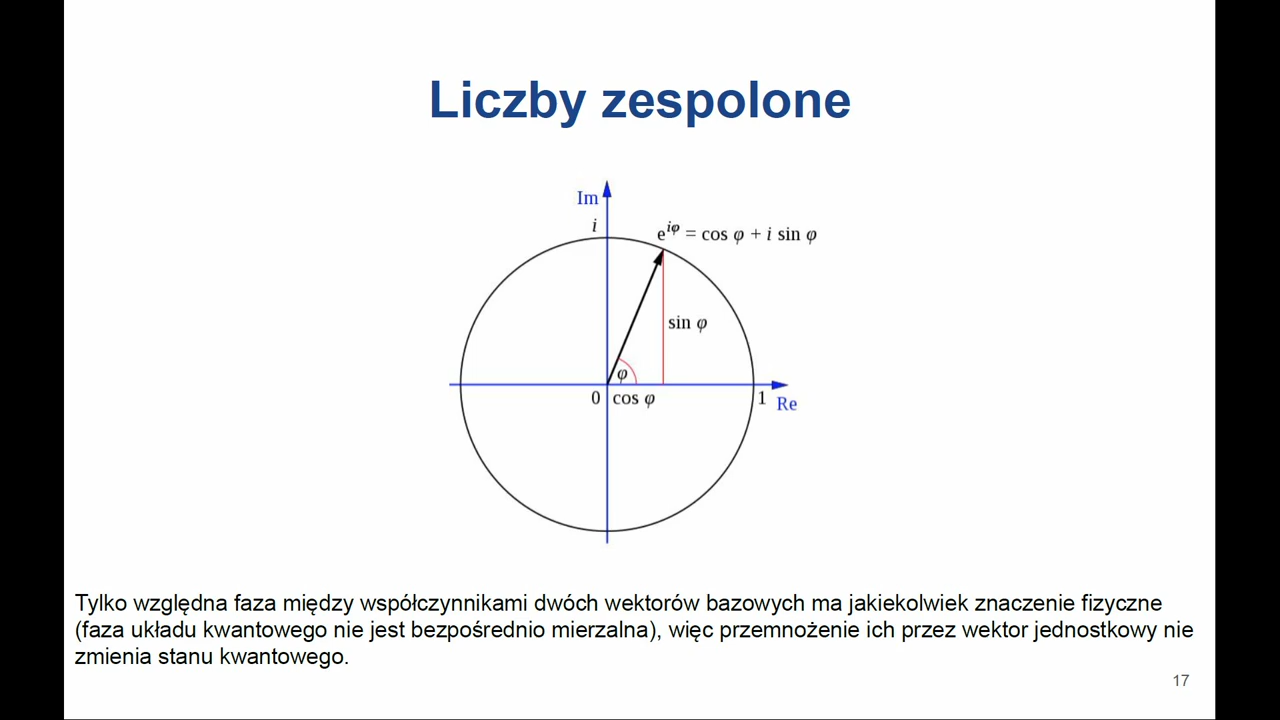 Liczby zespolone
Im
i
e^{iφ} = cos φ + i sin φ
sin φ
φ
0 cos φ 1
Re
Tylko względna faza między współczynnikami dwóch wektorów bazowych ma jakiekolwiek znaczenie fizyczne
(faza układu kwantowego nie jest bezpośrednio mierzalna), więc przemnożenie ich przez wektor jednostkowy nie
zmienia stanu kwantowego.
17